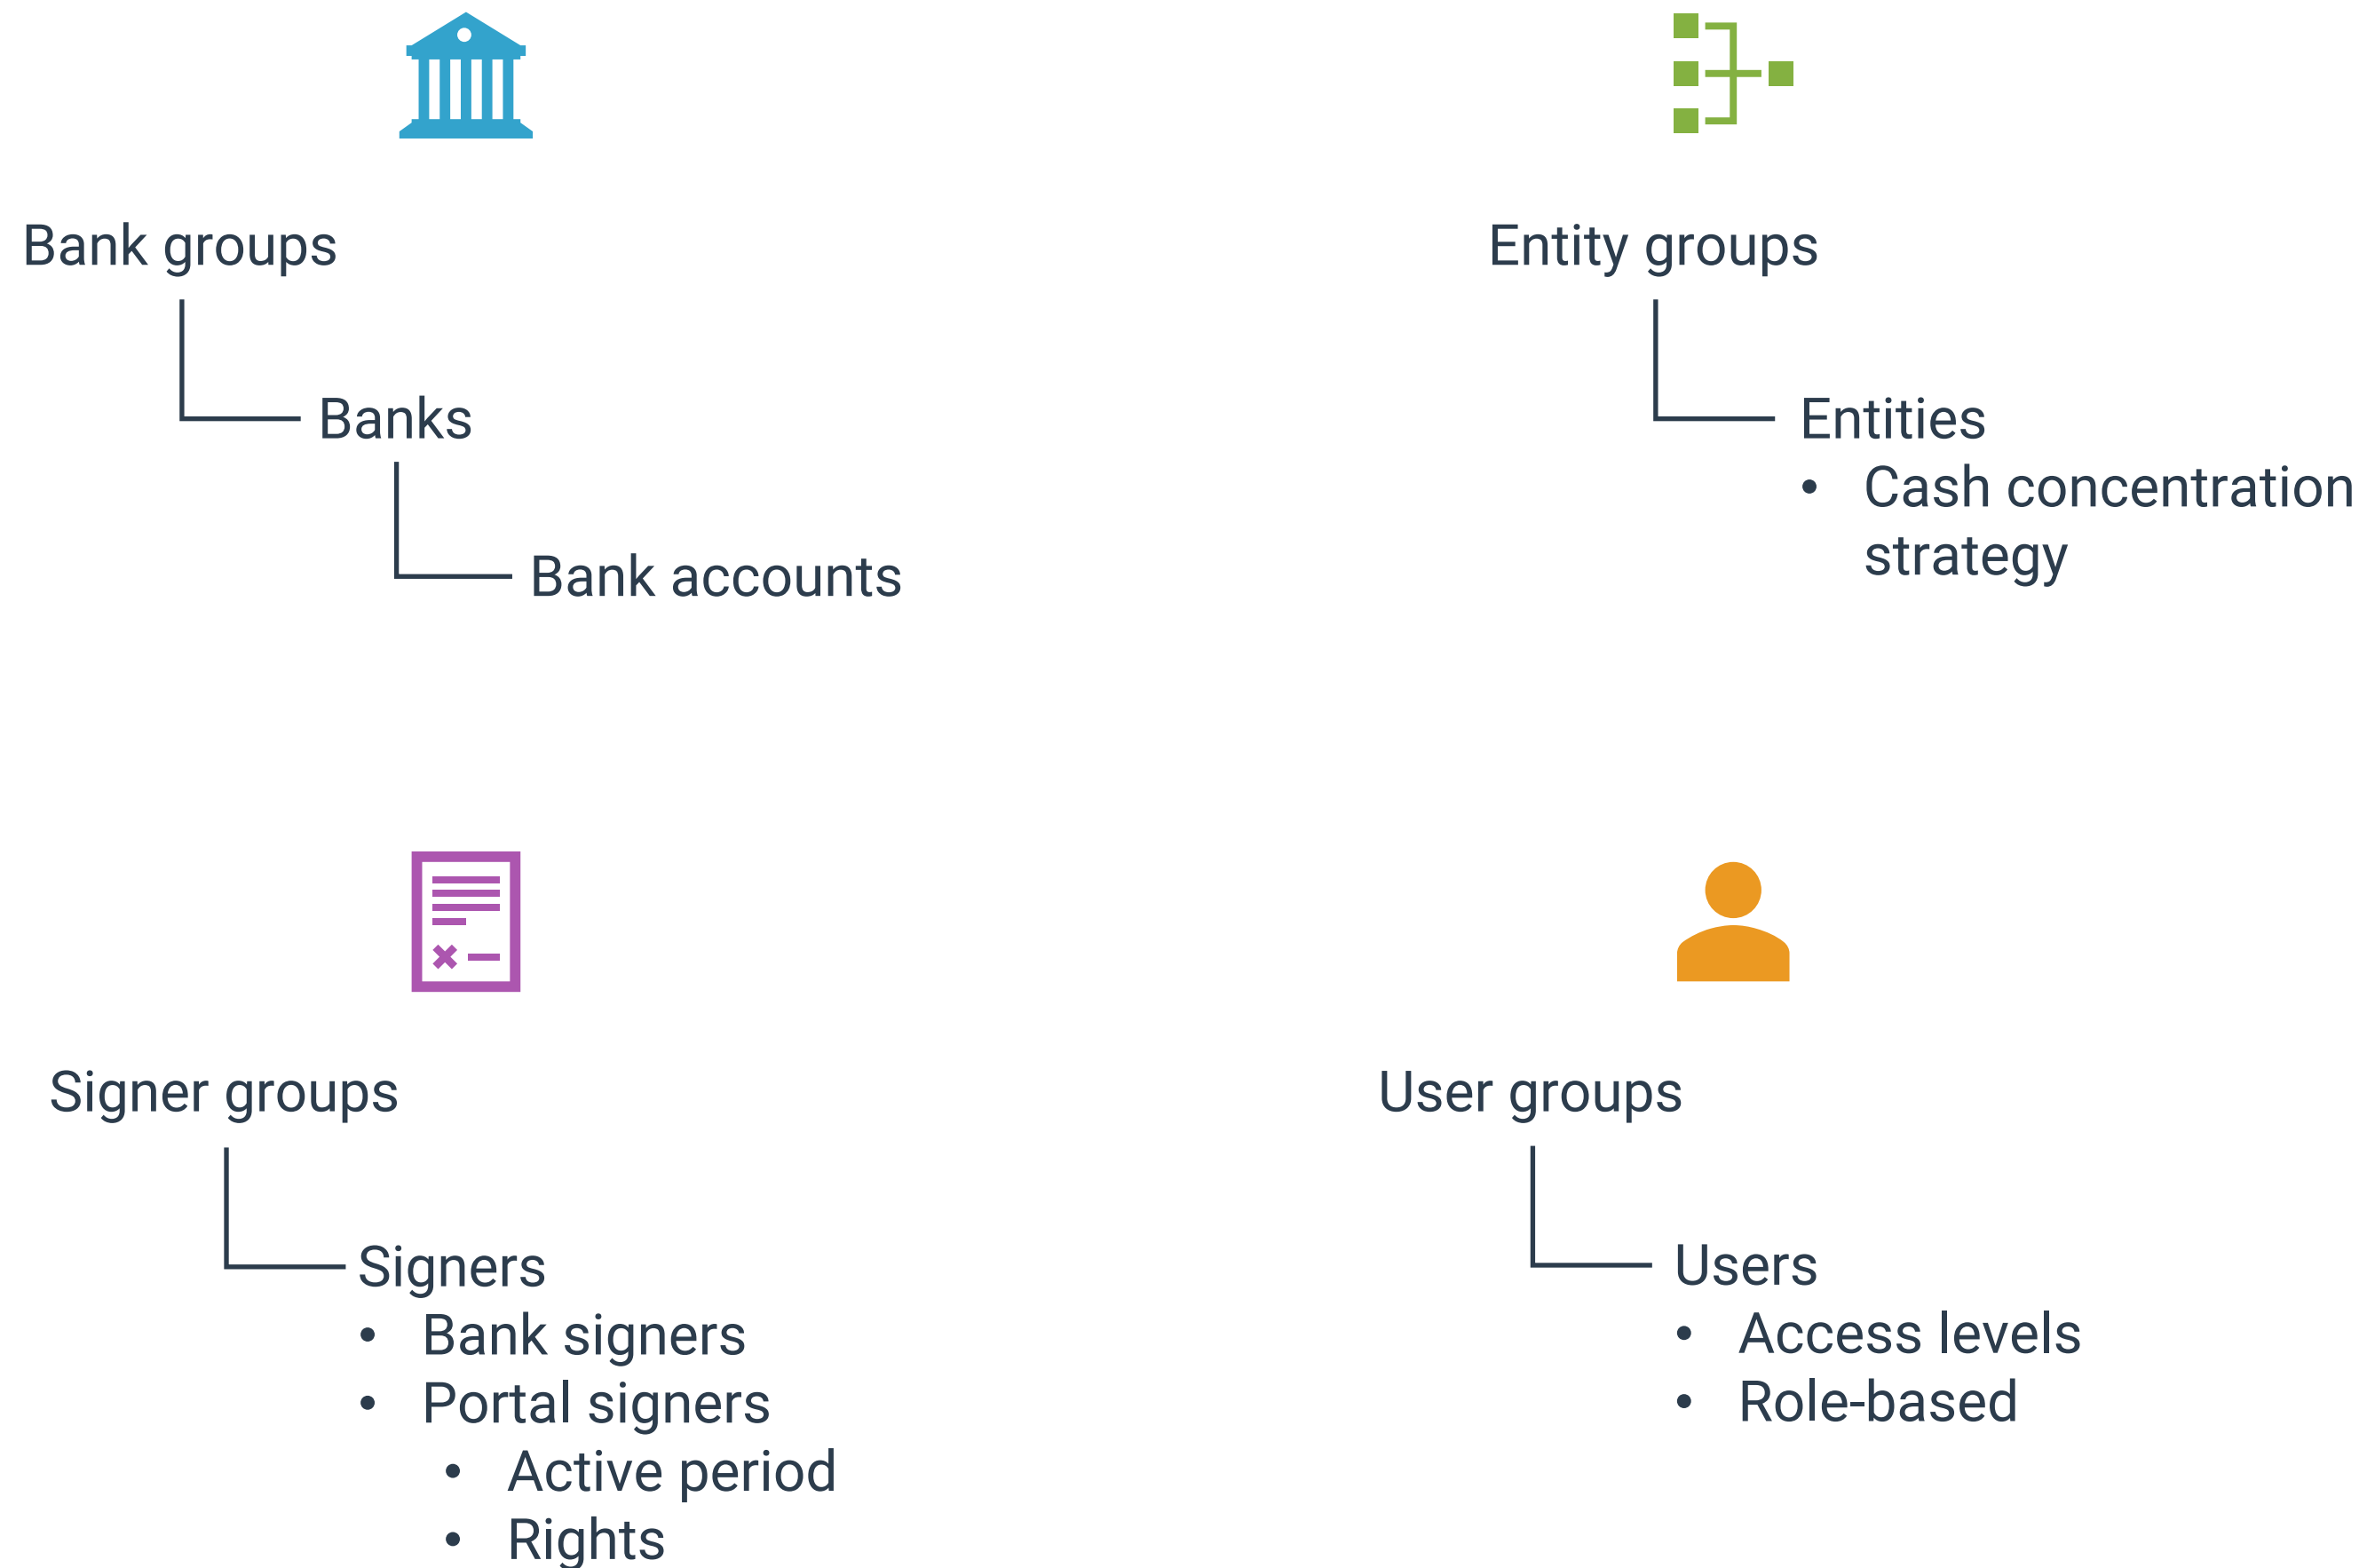 Bank groups
Banks
Bank accounts
Entity groups
Entities
• Cash concentration
strategy
Signer groups
Signers
• Bank signers
• Portal signers
• Active period
• Rights
User groups
Users
• Access levels
• Role-based